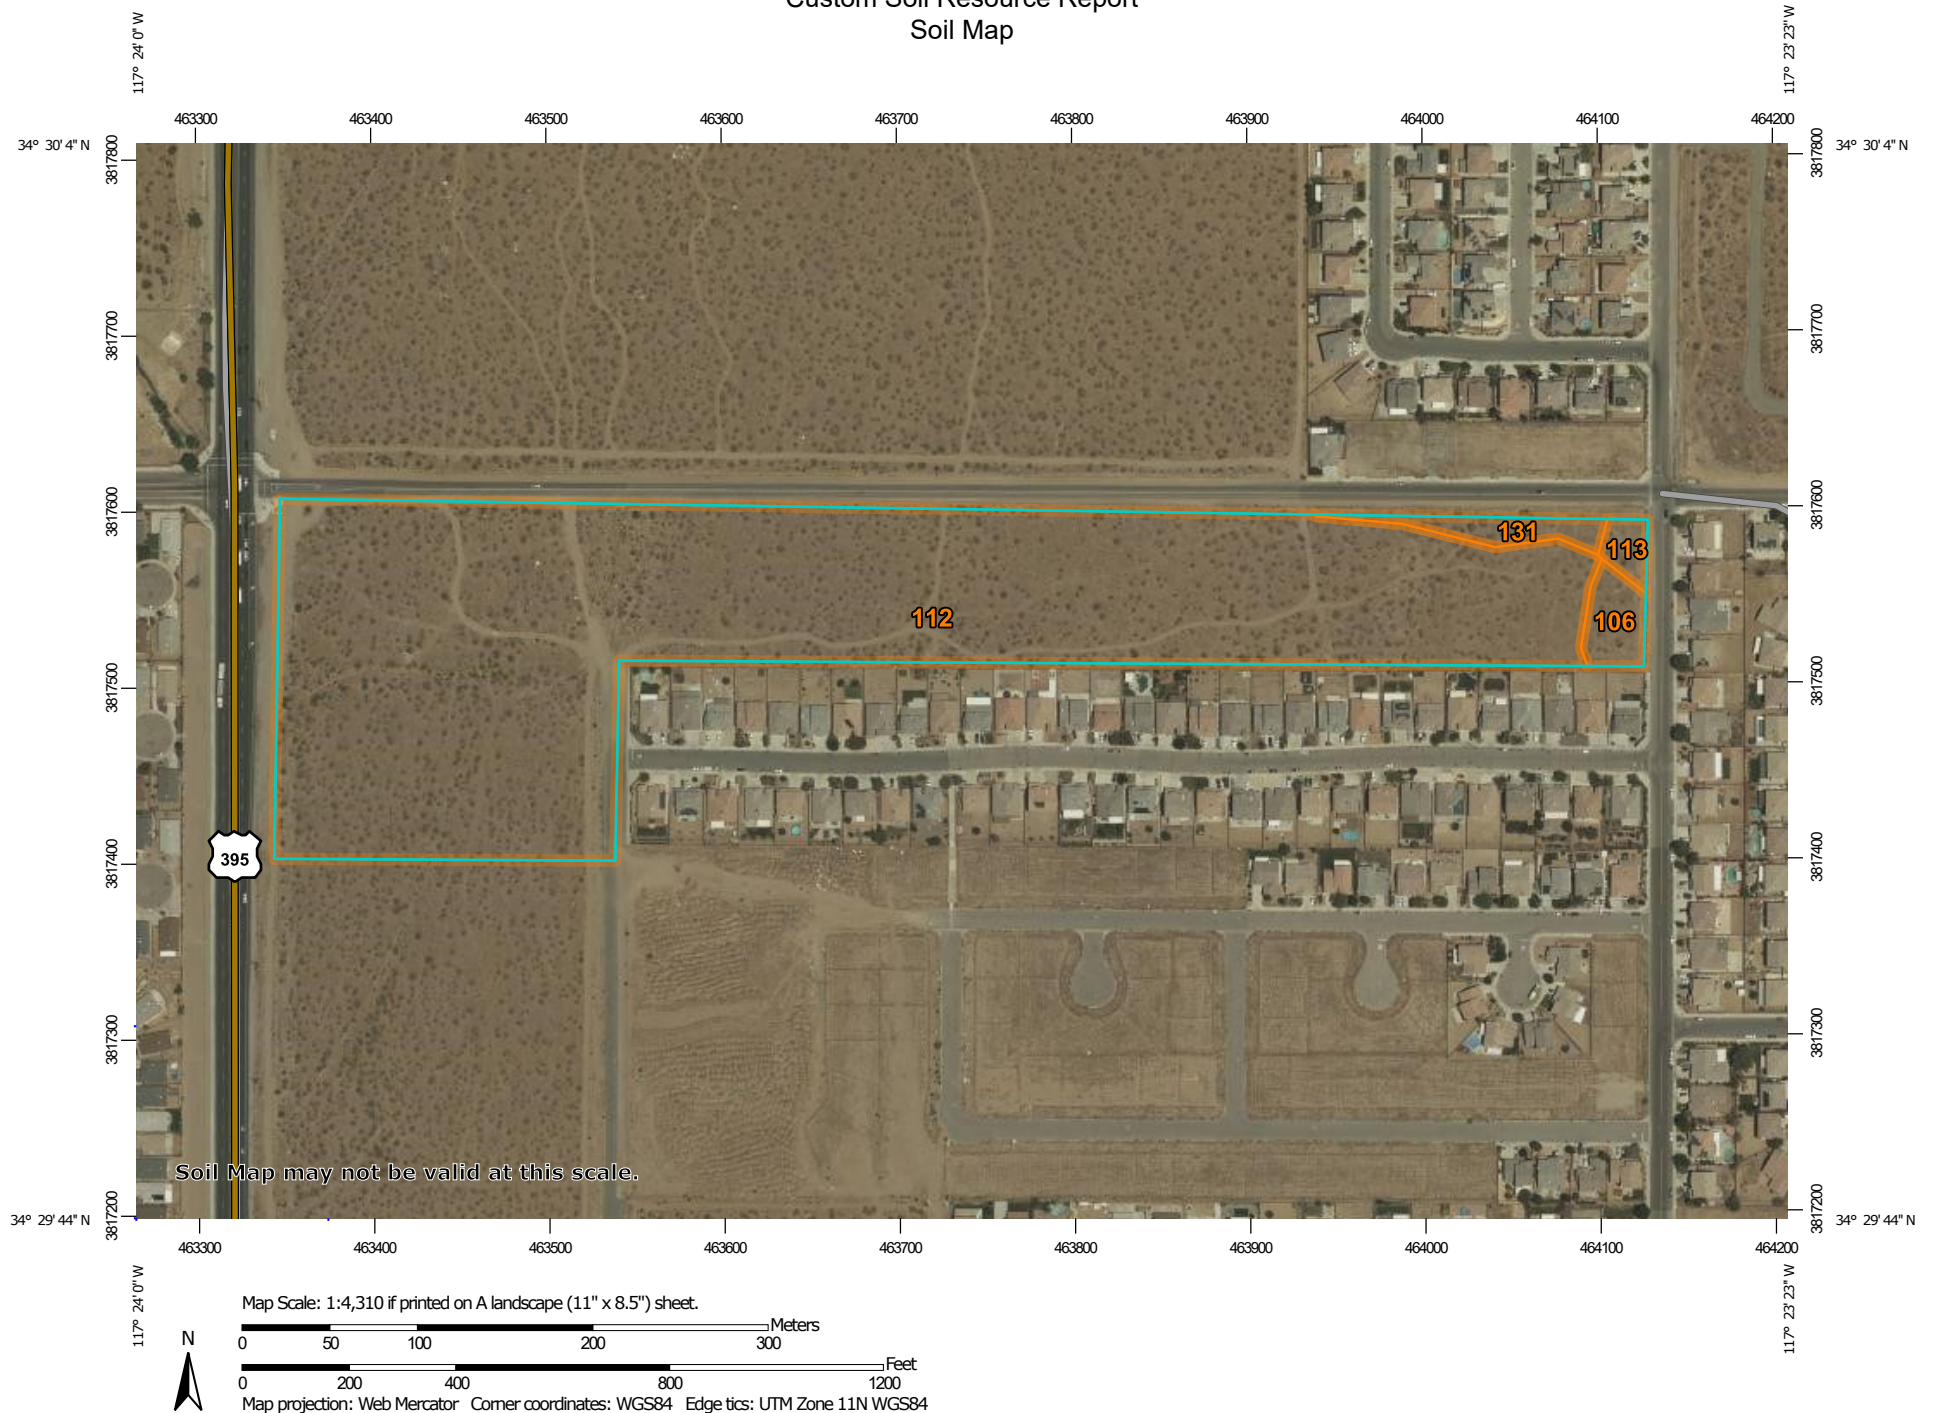 Custom Soil Resource Report
Soil Map
117° 24' 0" W
117° 23' 23" W
463300 463400 463500 463600 463700 463800 463900 464000 464100 464200
34° 30' 4" N
34° 30' 4" N
3817800
3817800
3817700
3817700
3817600
3817600
131
113
112
106
3817500
3817500
395
3817400
3817400
3817300
3817300
Soil Map may not be valid at this scale.
3817200
3817200
34° 29' 44" N
34° 29' 44" N
463300 463400 463500 463600 463700 463800 463900 464000 464100 464200
117° 24' 0" W
117° 23' 23" W
Map Scale: 1:4,310 if printed on A landscape (11" x 8.5") sheet.
Meters
0 50 100 200 300
N
Feet
0 200 400 800 1200
Map projection: Web Mercator Corner coordinates: WGS84 Edge tics: UTM Zone 11N WGS84